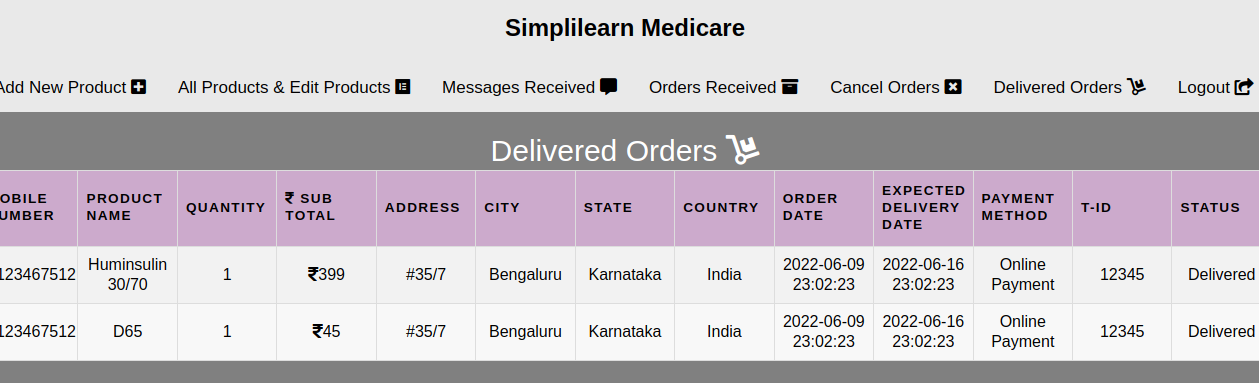 Simplilearn Medicare
Add New Product All Products & Edit Products Messages Received Orders Received Cancel Orders Delivered Orders Logout
Delivered Orders
PRODUCT NAME QUANTITY ₹ SUB TOTAL ADDRESS CITY STATE COUNTRY ORDER DATE EXPECTED DELIVERY DATE PAYMENT METHOD T-ID STATUS
123467512 Huminsulin 30/70 1 ₹399 #35/7 Bengaluru Karnataka India 2022-06-09 23:02:23 2022-06-16 23:02:23 Online Payment 12345 Delivered
123467512 D65 1 ₹45 #35/7 Bengaluru Karnataka India 2022-06-09 23:02:23 2022-06-16 23:02:23 Online Payment 12345 Delivered